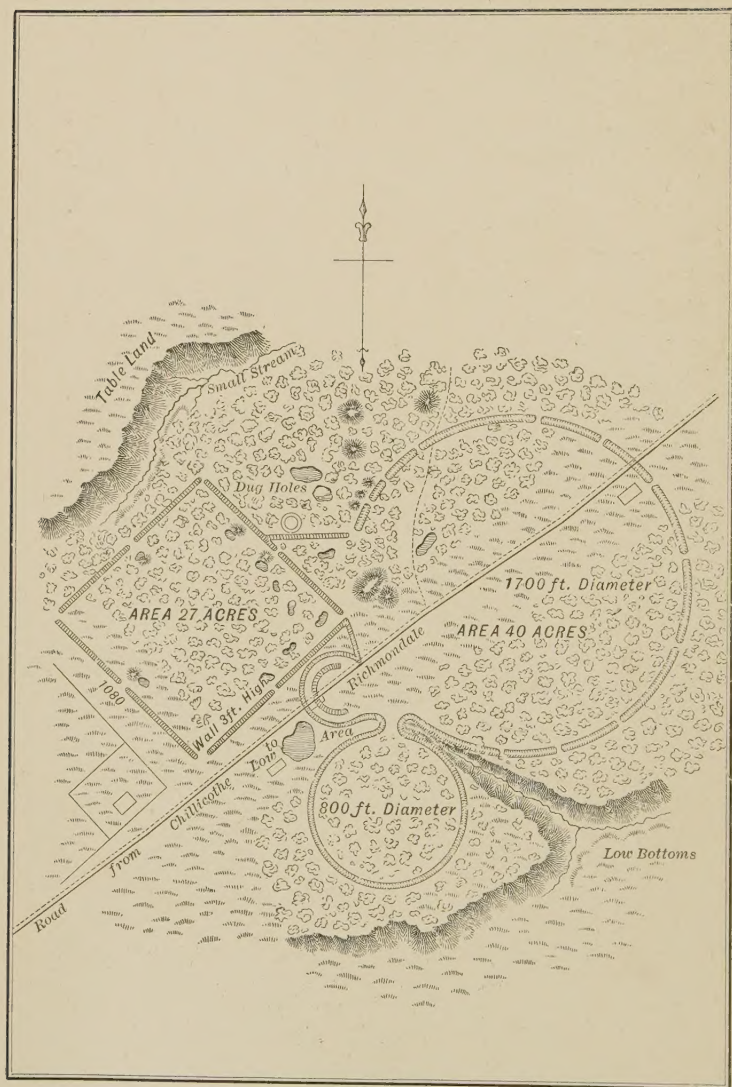 Table Land
Small Stream
Dug Holes
1700 ft. Diameter
AREA 27 ACRES
AREA 40 ACRES
1080
Wall 3ft. High
Low
Area
800 ft. Diameter
Low Bottoms
Road from Chillicothe to Richmondale